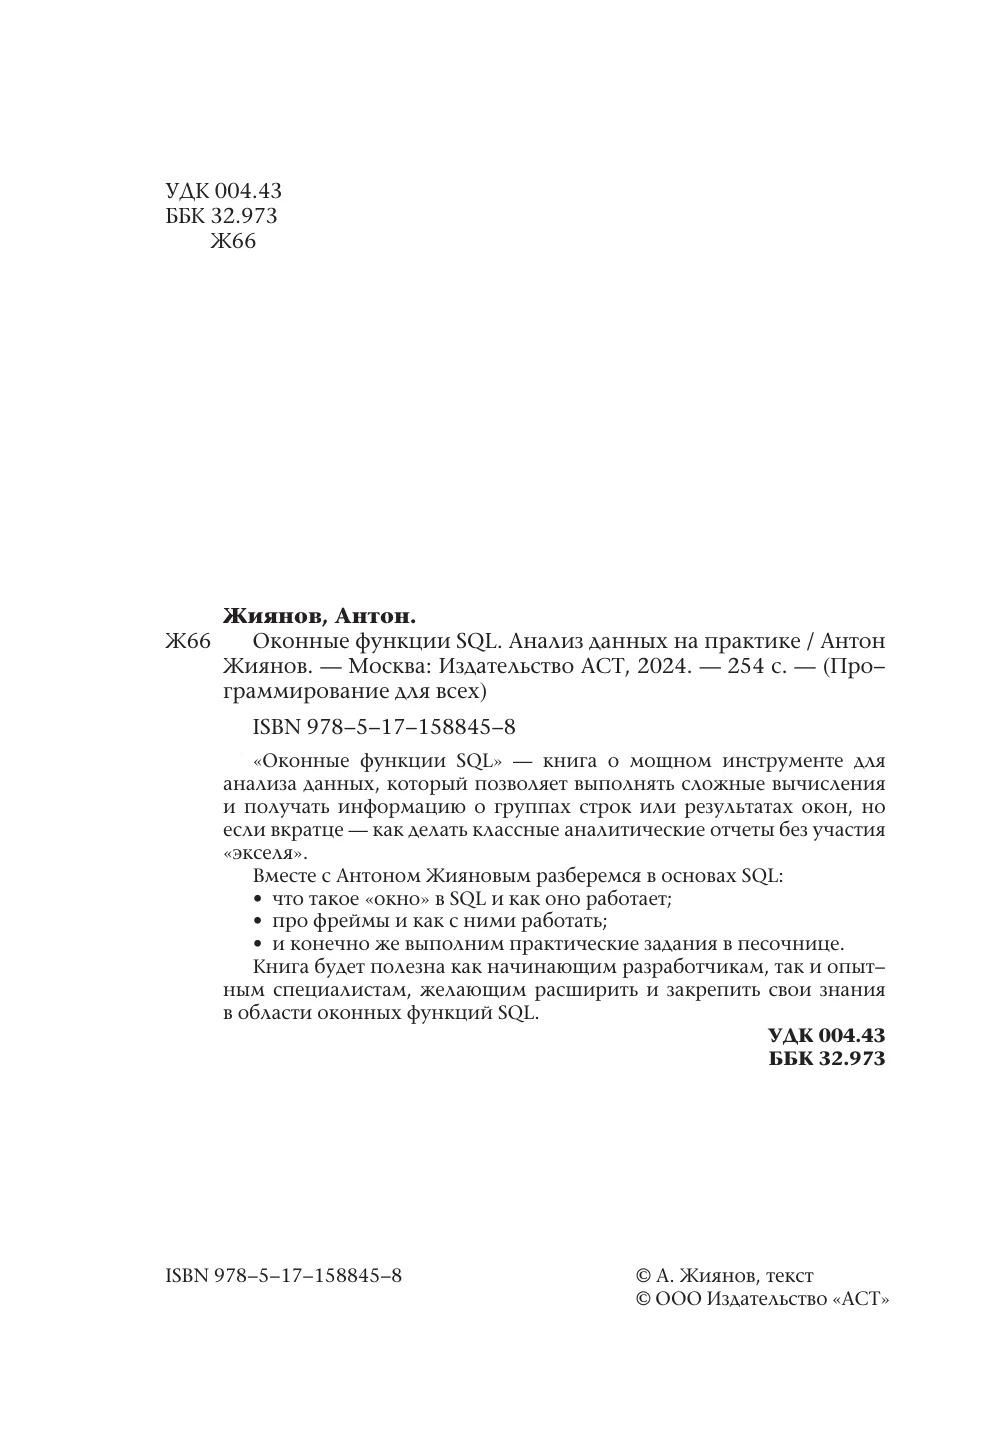 УДК 004.43
ББК 32.973
Ж66
Жиянов, Антон.
Ж66 Оконные функции SQL. Анализ данных на практике / Антон
Жиянов. — Москва: Издательство АСТ, 2024. — 254 с. — (Про–
граммирование для всех)
ISBN 978–5–17–158845–8
«Оконные функции SQL» — книга о мощном инструменте для
анализа данных, который позволяет выполнять сложные вычисления
и получать информацию о группах строк или результатах окон, но
если вкратце — как делать классные аналитические отчеты без участия
«экселя».
Вместе с Антоном Жияновым разберемся в основах SQL:
• что такое «окно» в SQL и как оно работает;
• про фреймы и как с ними работать;
• и конечно же выполним практические задания в песочнице.
Книга будет полезна как начинающим разработчикам, так и опыт–
ным специалистам, желающим расширить и закрепить свои знания
в области оконных функций SQL.
УДК 004.43
ББК 32.973
ISBN 978–5–17–158845–8
© А. Жиянов, текст
© ООО Издательство «АСТ»